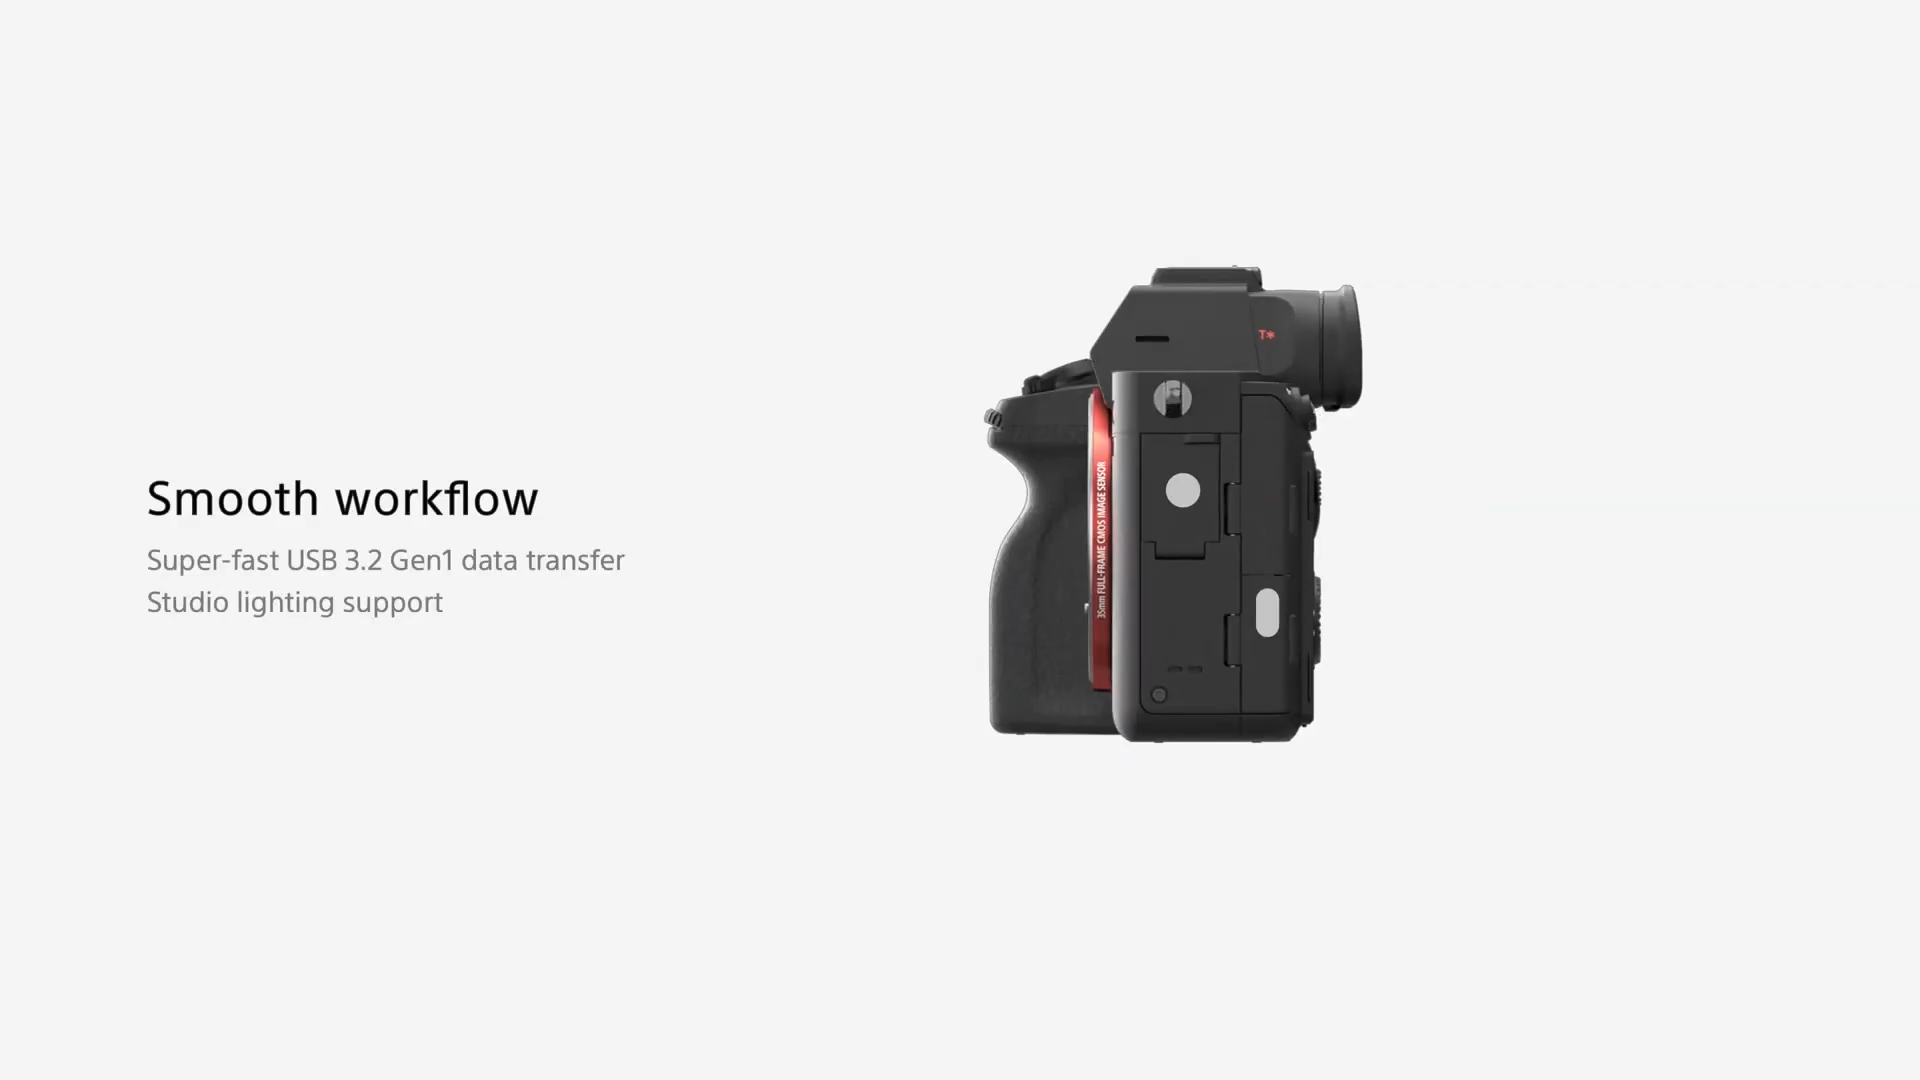 Smooth workflow
Super-fast USB 3.2 Gen1 data transfer
Studio lighting support
T*
35mm FULL-FRAME CMOS IMAGE SENSOR